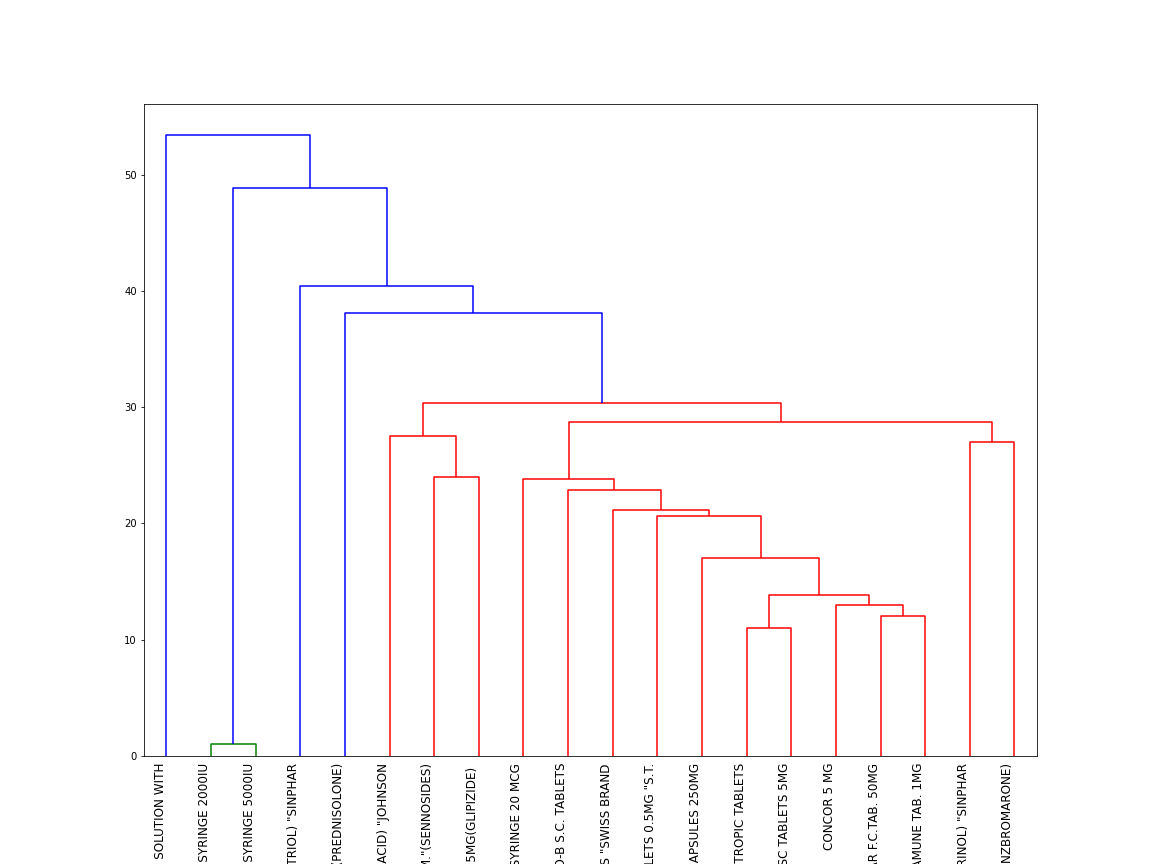 50
40
30
20
10
0
SOLUTION WITH
SYRINGE 2000IU
SYRINGE 5000IU
TRIOL) "SINPHAR
(PREDNISOLONE)
ACID) "JOHNSON
."(SENNOSIDES)
5MG(GLIPIZIDE)
SYRINGE 20 MCG
-B S.C. TABLETS
S "SWISS BRAND
LETS 0.5MG "S.T.
APSULES 250MG
TROPIC TABLETS
SC TABLETS 5MG
CONCOR 5 MG
R F.C.TAB. 50MG
MUNE TAB. 1MG
RINOL) "SINPHAR
NZBROMARONE)